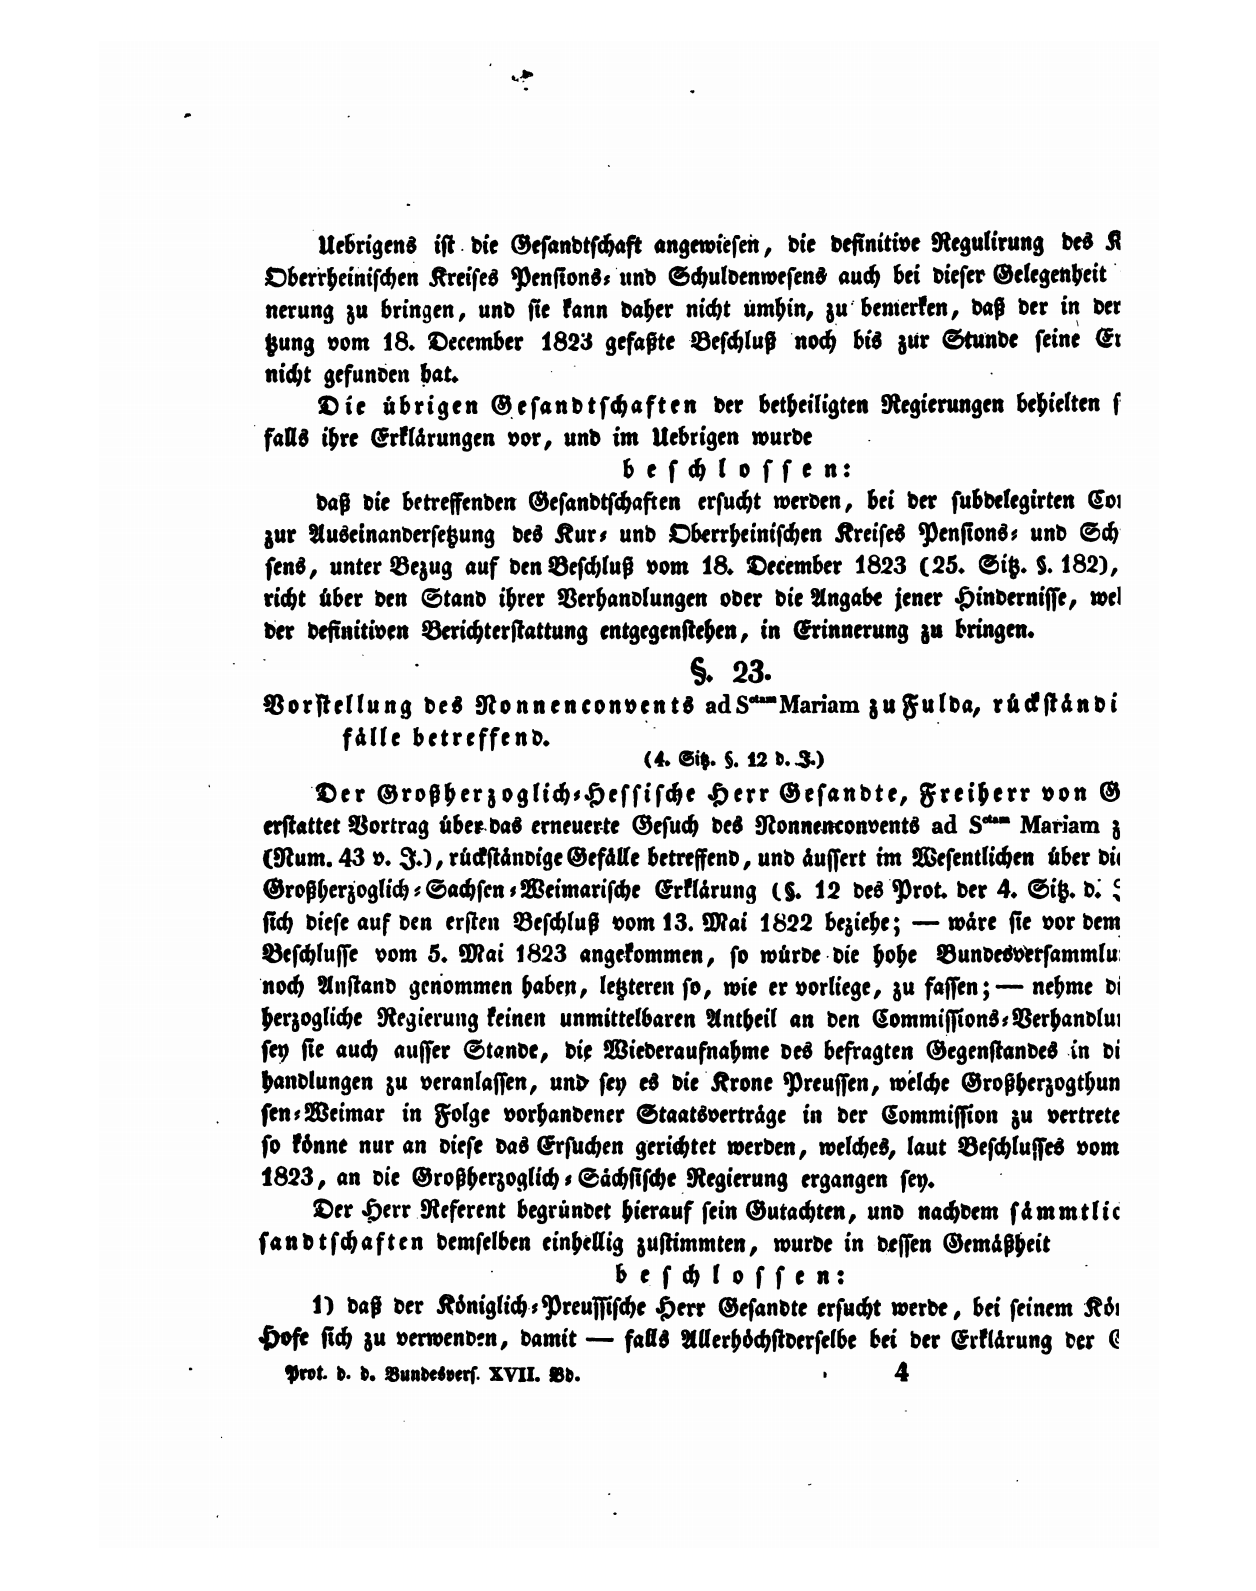 Uebrigens ist die Gesandtschaft angewiesen, die definitive Regulirung des
Oberrheinischen Kreises Pensions- und Schuldenwesens auch bei dieser Gelegenheit
nerung zu bringen, und sie kann daher nicht umhin, zu bemerken, daß der in der
tzung vom 18. December 1823 gefaßte Beschluß noch bis zur Stunde seine
nicht gefunden hat.
Die übrigen Gesandtschaften der betheiligten Regierungen behielten
falls ihre Erklärungen vor, und im Uebrigen wurde
beschlossen:
daß die betreffenden Gesandtschaften ersucht werden, bei der subdelegirten
zur Auseinandersetzung des Kur- und Oberrheinischen Kreises Pensions- und Sch
sens, unter Bezug auf den Beschluß vom 18. December 1823 (25. Sitz. §. 182),
richt über den Stand ihrer Verhandlungen oder die Angabe jener Hindernisse, wel
der definitiven Berichterstattung entgegenstehen, in Erinnerung zu bringen.
§. 23.
Vorstellung des Nonnenconvents ad Sctam Mariam zu Fulda, rückständi
fälle betreffend.
(4. Sitz. §. 12 d. J.)
Der Großherzoglich-Hessische Herr Gesandte, Freiherr von G
erstattet Vortrag über das erneuerte Gesuch des Nonnenconvents ad Sctam Mariam z
(Num. 43 v. J.), rückständige Gefälle betreffend, und äussert im Wesentlichen über die
Großherzoglich-Sachsen-Weimarische Erklärung (§. 12 des Prot. der 4. Sitz. d.
sich diese auf den ersten Beschluß vom 13. Mai 1822 beziehe; — wäre sie vor dem
Beschlusse vom 5. Mai 1823 angekommen, so würde die hohe Bundesversammlu
noch Anstand genommen haben, letzteren so, wie er vorliege, zu fassen; — nehme di
herzogliche Regierung keinen unmittelbaren Antheil an den Commissions-Verhandlun
sey sie auch ausser Stande, die Wiederaufnahme des befragten Gegenstandes in di
handlungen zu veranlassen, und sey es die Krone Preussen, welche Großherzogthum
sen-Weimar in Folge vorhandener Staatsverträge in der Commission zu vertrete
so könne nur an diese das Ersuchen gerichtet werden, welches, laut Beschlusses vom
1823, an die Großherzoglich-Sächsische Regierung ergangen sey.
Der Herr Referent begründet hierauf sein Gutachten, und nachdem sämmtlic
sandtschaften demselben einhellig zustimmten, wurde in dessen Gemäßheit
beschlossen:
1) daß der Königlich-Preussische Herr Gesandte ersucht werde, bei seinem Kön
Hofe sich zu verwenden, damit — falls Allerhöchstderselbe bei der Erklärung der
Prot. d. d. Bundesvers. XVII. Bd. 4